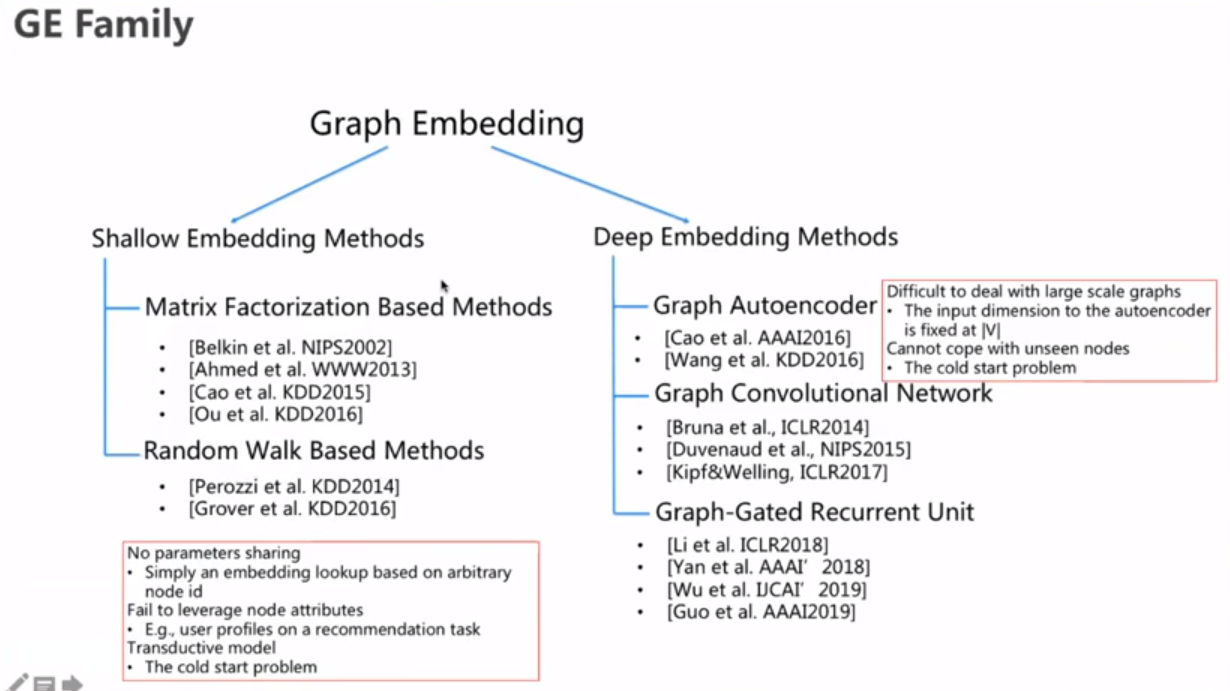 GE Family
Graph Embedding
Shallow Embedding Methods
Matrix Factorization Based Methods
• [Belkin et al. NIPS2002]
• [Ahmed et al. WWW2013]
• [Cao et al. KDD2015]
• [Ou et al. KDD2016]
Random Walk Based Methods
• [Perozzi et al. KDD2014]
• [Grover et al. KDD2016]
No parameters sharing
• Simply an embedding lookup based on arbitrary
node id
Fail to leverage node attributes
• E.g., user profiles on a recommendation task
Transductive model
• The cold start problem
Deep Embedding Methods
Graph Autoencoder
• [Cao et al. AAAI2016]
• [Wang et al. KDD2016]
Difficult to deal with large scale graphs
• The input dimension to the autoencoder
is fixed at |V|
Cannot cope with unseen nodes
• The cold start problem
Graph Convolutional Network
• [Bruna et al., ICLR2014]
• [Duvenaud et al., NIPS2015]
• [Kipf&Welling, ICLR2017]
Graph-Gated Recurrent Unit
• [Li et al. ICLR2018]
• [Yan et al. AAAI’ 2018]
• [Wu et al. IJCAI’ 2019]
• [Guo et al. AAAI2019]